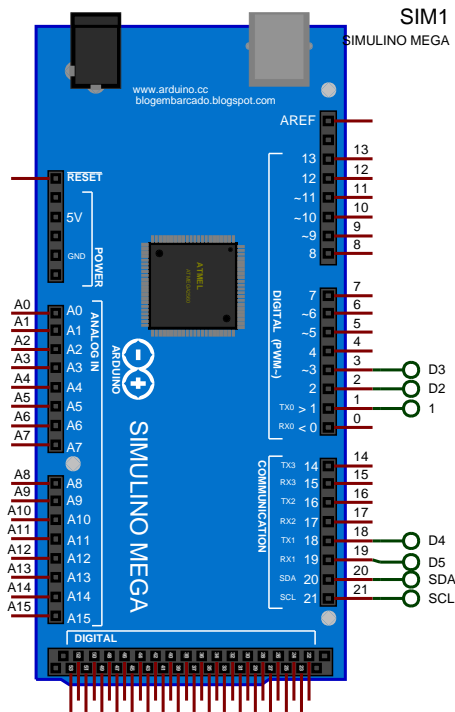 SIM1
SIMULINO MEGA
www.arduino.cc
blogembarcado.blogspot.com
AREF
13 13
12 12
~11 11
~10 10
~9 9
8 8
RESET
5V
GND
POWER
ATMEL
ATMEGA2560
7 7
~6 6
~5 5
4 4
~3 3 D3
2 2 D2
TX0 > 1 1 1
RX0 < 0 0
DIGITAL (PWM~)
A0 A0
A1 A1
A2 A2
A3 A3
A4 A4
A5 A5
A6 A6
A7 A7
ANALOG IN
ARDUINO
SIMULINO MEGA
A8 A8
A9 A9
A10 A10
A11 A11
A12 A12
A13 A13
A14 A14
A15 A15
COMMUNICATION
TX3 14 14
RX3 15 15
TX2 16 16
RX2 17 17
TX1 18 18 D4
RX1 19 19 D5
SDA 20 20 SDA
SCL 21 21 SCL
DIGITAL